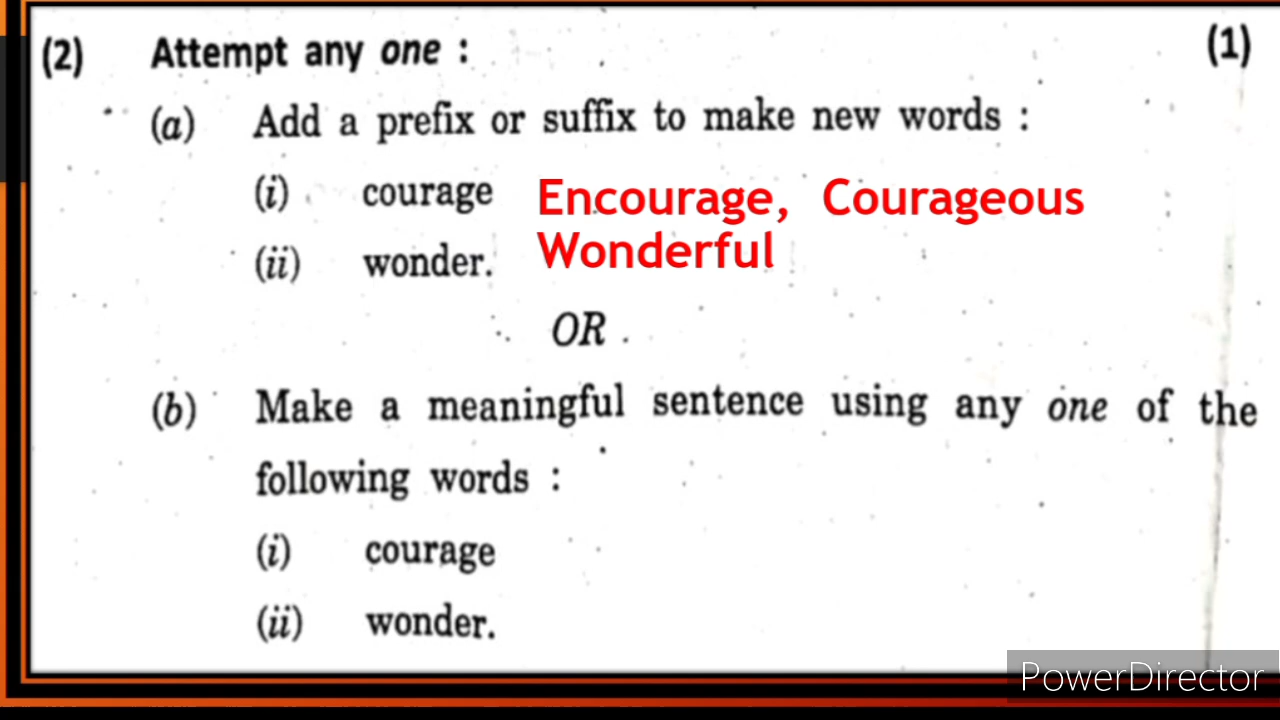 (2) Attempt any one : (1)
(a) Add a prefix or suffix to make new words :
(i) courage Encourage, Courageous
(ii) wonder. Wonderful
OR
(b) Make a meaningful sentence using any one of the
following words :
(i) courage
(ii) wonder.
PowerDirector